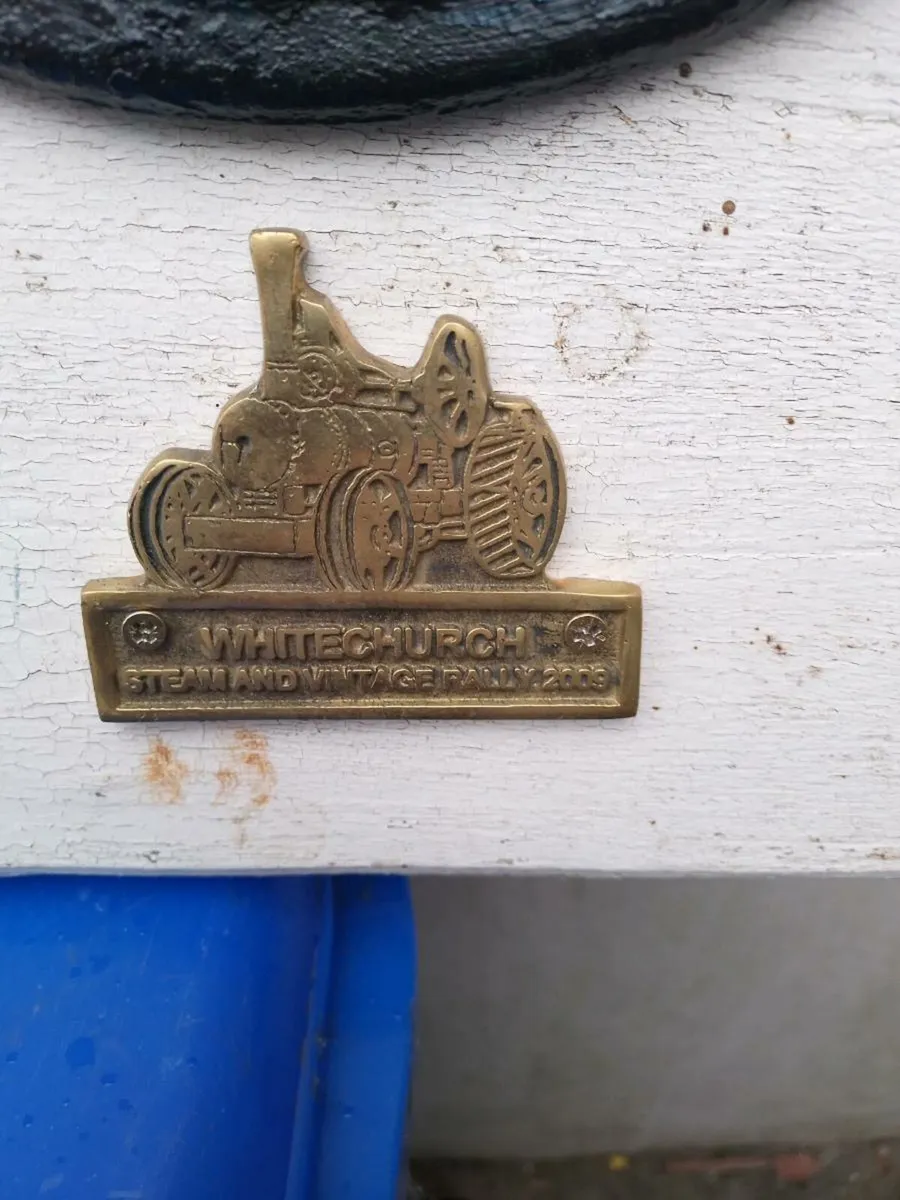 WHITECHURCH
STEAM AND VINTAGE RALLY 2009